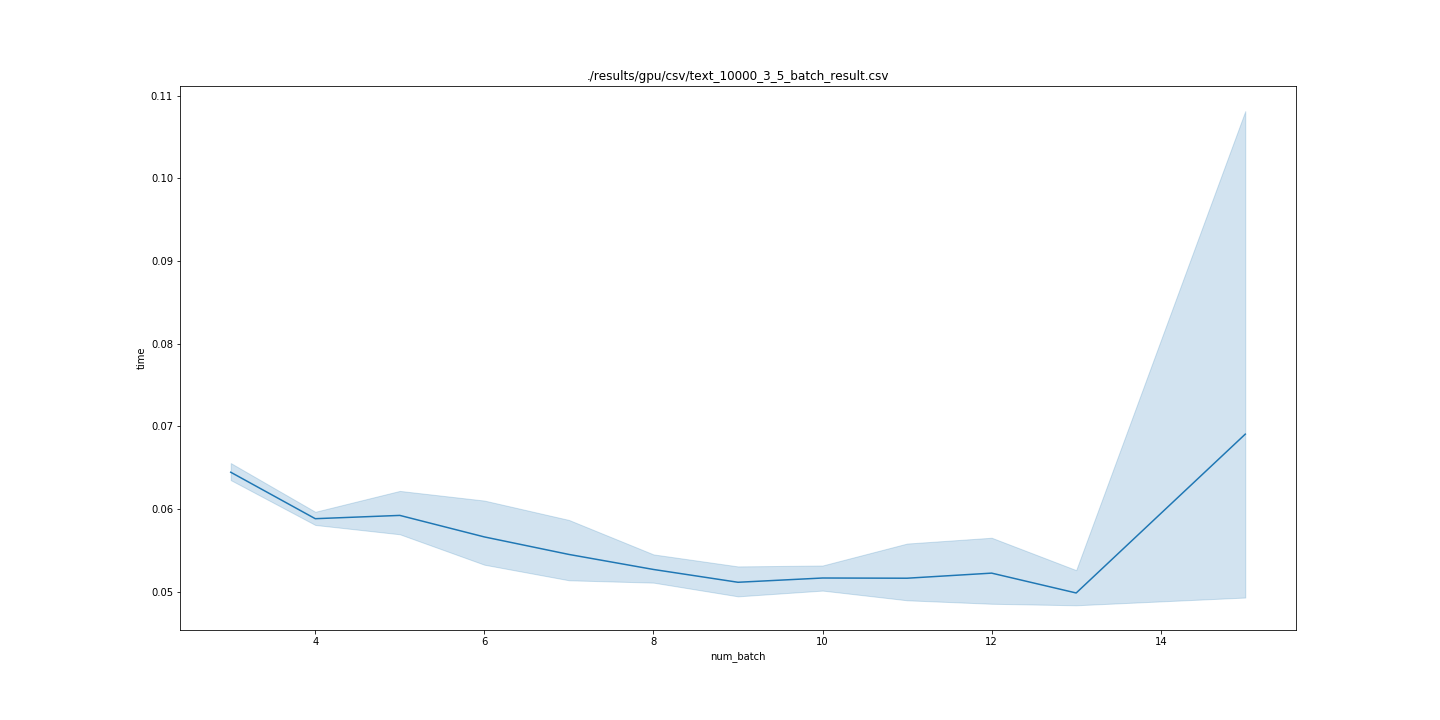 ./results/gpu/csv/text_10000_3_5_batch_result.csv
0.11
0.10
0.09
0.08
0.07
0.06
0.05
time
4 6 8 10 12 14
num_batch